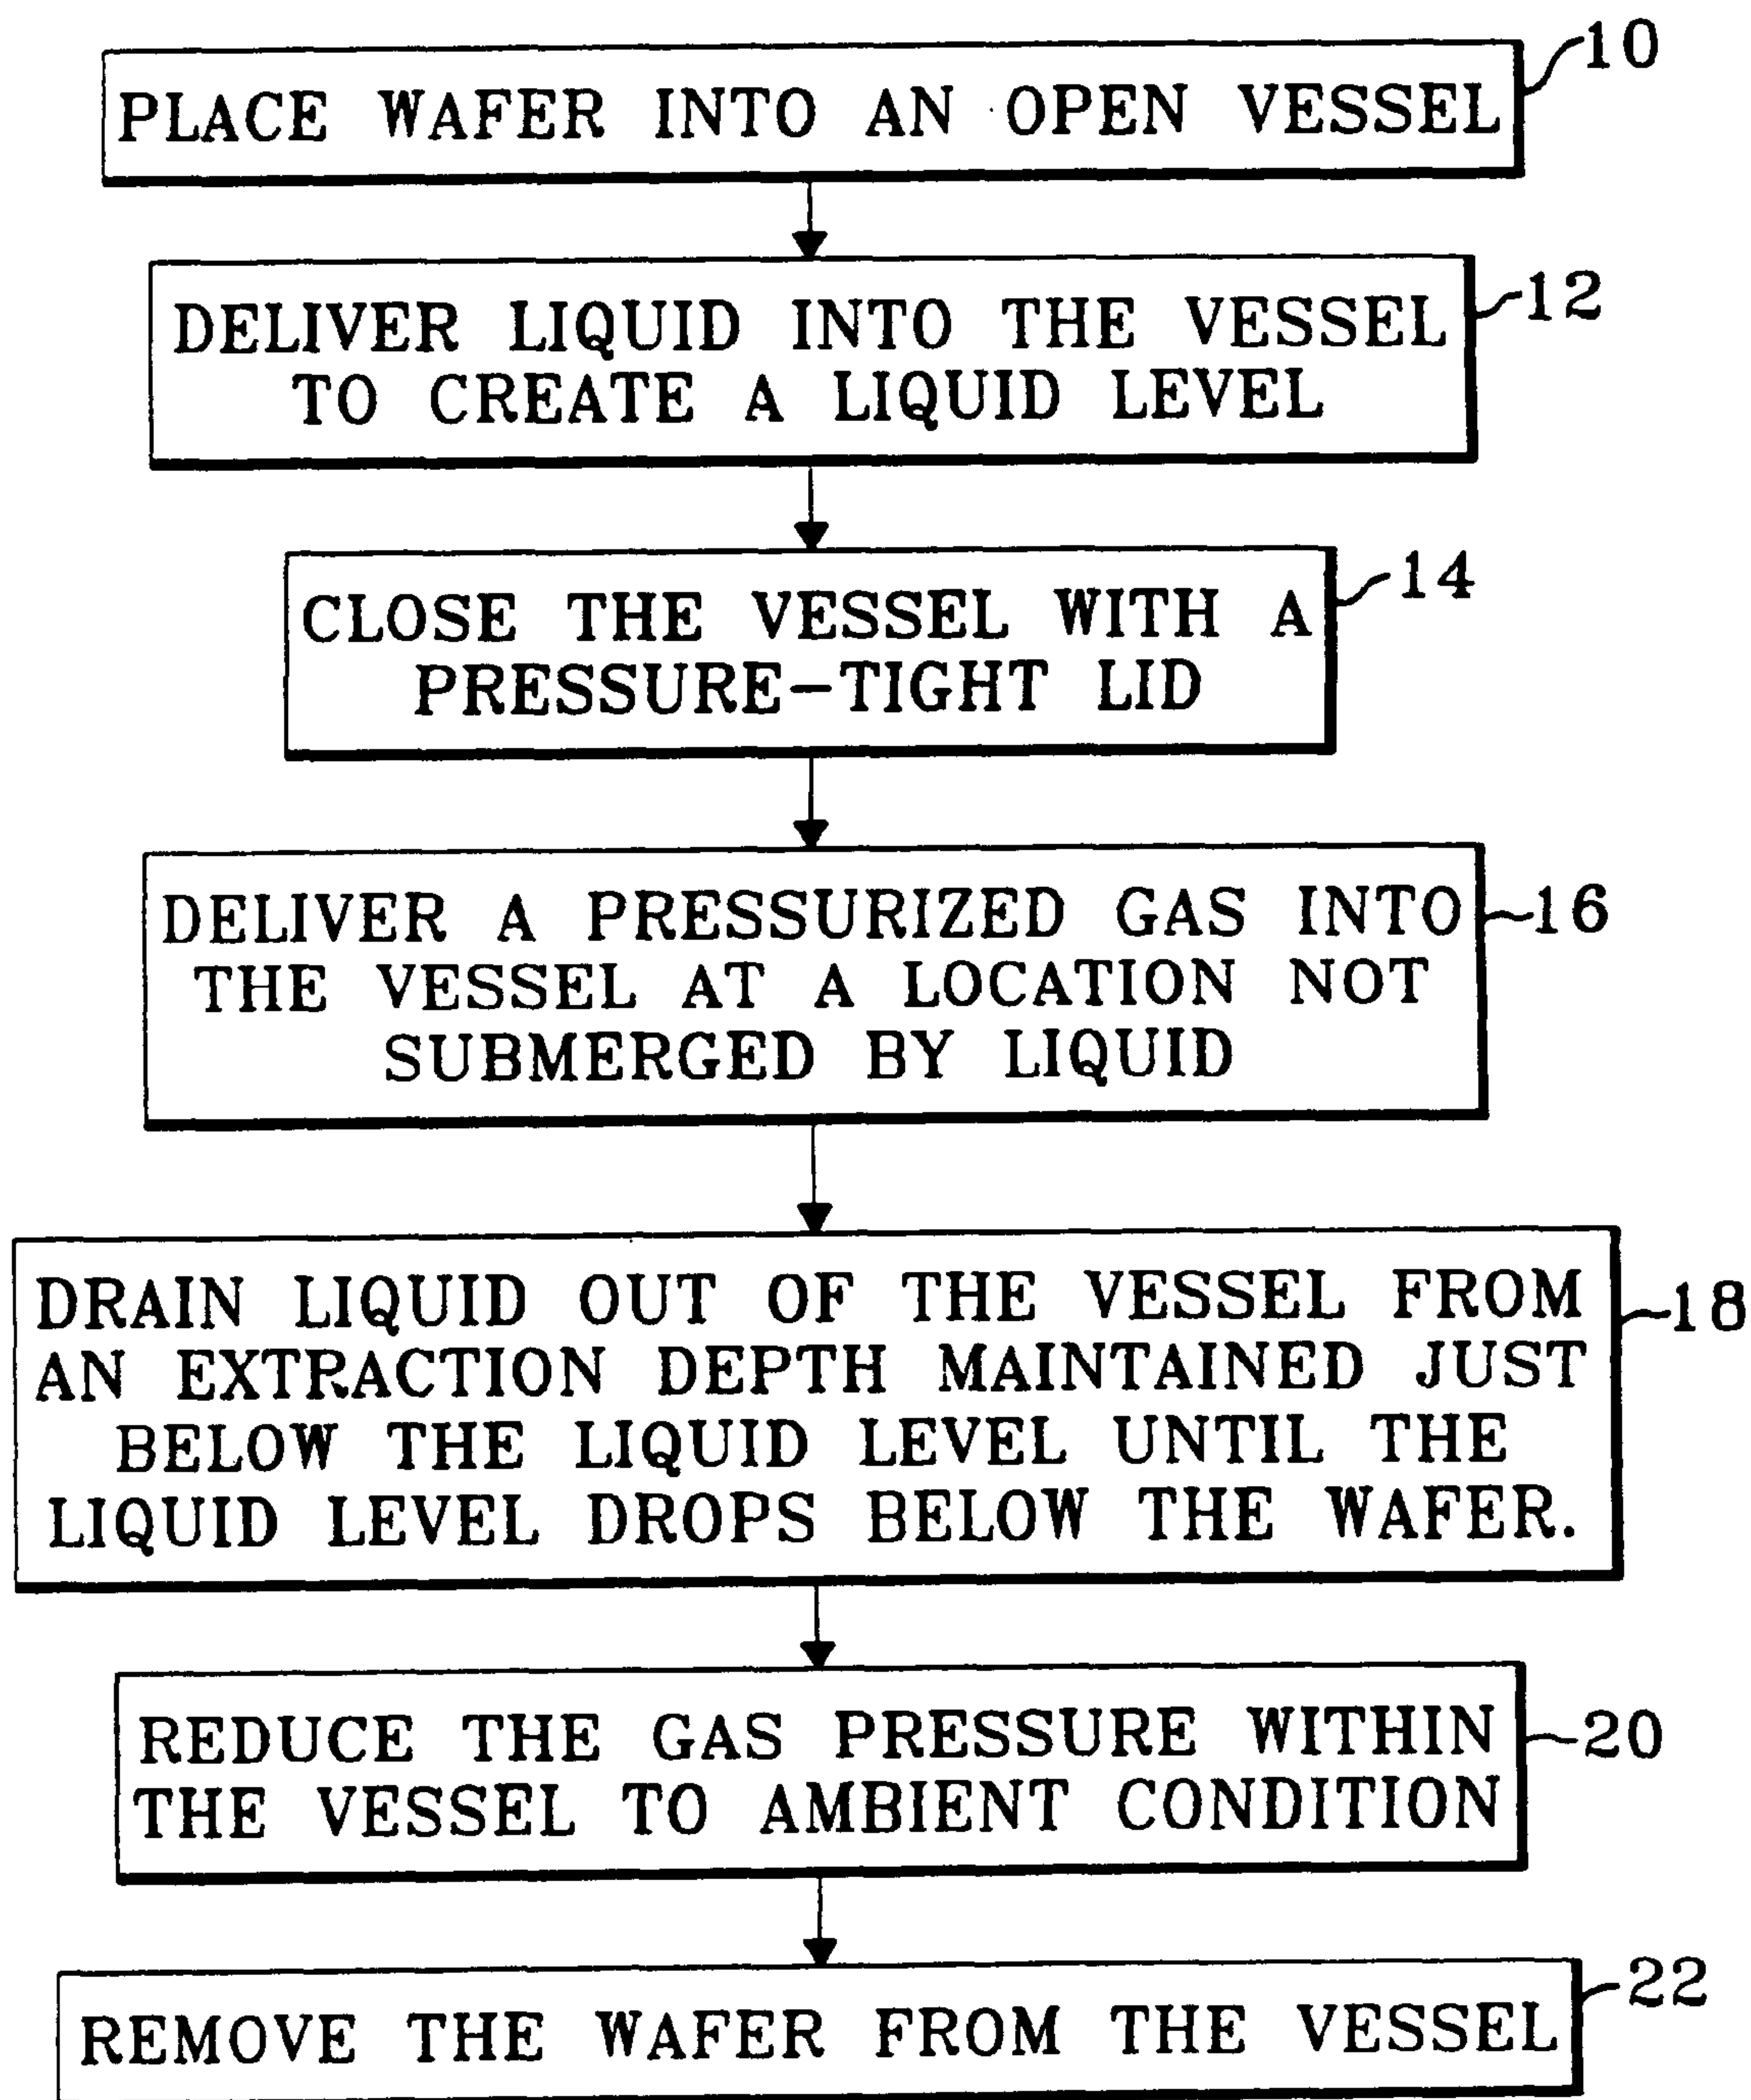 10
PLACE WAFER INTO AN OPEN VESSEL
12
DELIVER LIQUID INTO THE VESSEL
TO CREATE A LIQUID LEVEL
14
CLOSE THE VESSEL WITH A
PRESSURE-TIGHT LID
16
DELIVER A PRESSURIZED GAS INTO
THE VESSEL AT A LOCATION NOT
SUBMERGED BY LIQUID
18
DRAIN LIQUID OUT OF THE VESSEL FROM
AN EXTRACTION DEPTH MAINTAINED JUST
BELOW THE LIQUID LEVEL UNTIL THE
LIQUID LEVEL DROPS BELOW THE WAFER.
20
REDUCE THE GAS PRESSURE WITHIN
THE VESSEL TO AMBIENT CONDITION
22
REMOVE THE WAFER FROM THE VESSEL